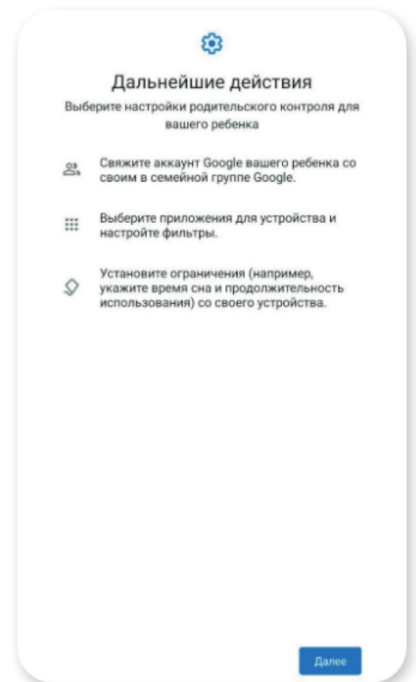 Дальнейшие действия
Выберите настройки родительского контроля для
вашего ребенка
Свяжите аккаунт Google вашего ребенка со
своим в семейной группе Google.
Выберите приложения для устройства и
настройте фильтры.
Установите ограничения (например,
укажите время сна и продолжительность
использования) со своего устройства.
Далее